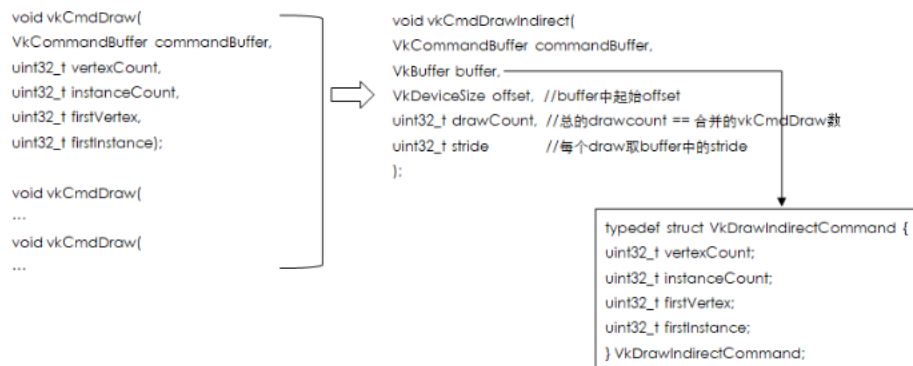 void vkCmdDraw(
VkCommandBuffer commandBuffer,
uint32_t vertexCount,
uint32_t instanceCount,
uint32_t firstVertex,
uint32_t firstInstance);
void vkCmdDraw(
...
void vkCmdDraw(
...
void vkCmdDrawIndirect(
VkCommandBuffer commandBuffer,
VkBuffer buffer,
VkDeviceSize offset, //buffer中起始offset
uint32_t drawCount, //总的drawcount == 合并的vkCmdDraw数
uint32_t stride //每个draw取buffer中的stride
);
typedef struct VkDrawIndirectCommand {
uint32_t vertexCount;
uint32_t instanceCount;
uint32_t firstVertex;
uint32_t firstInstance;
} VkDrawIndirectCommand;